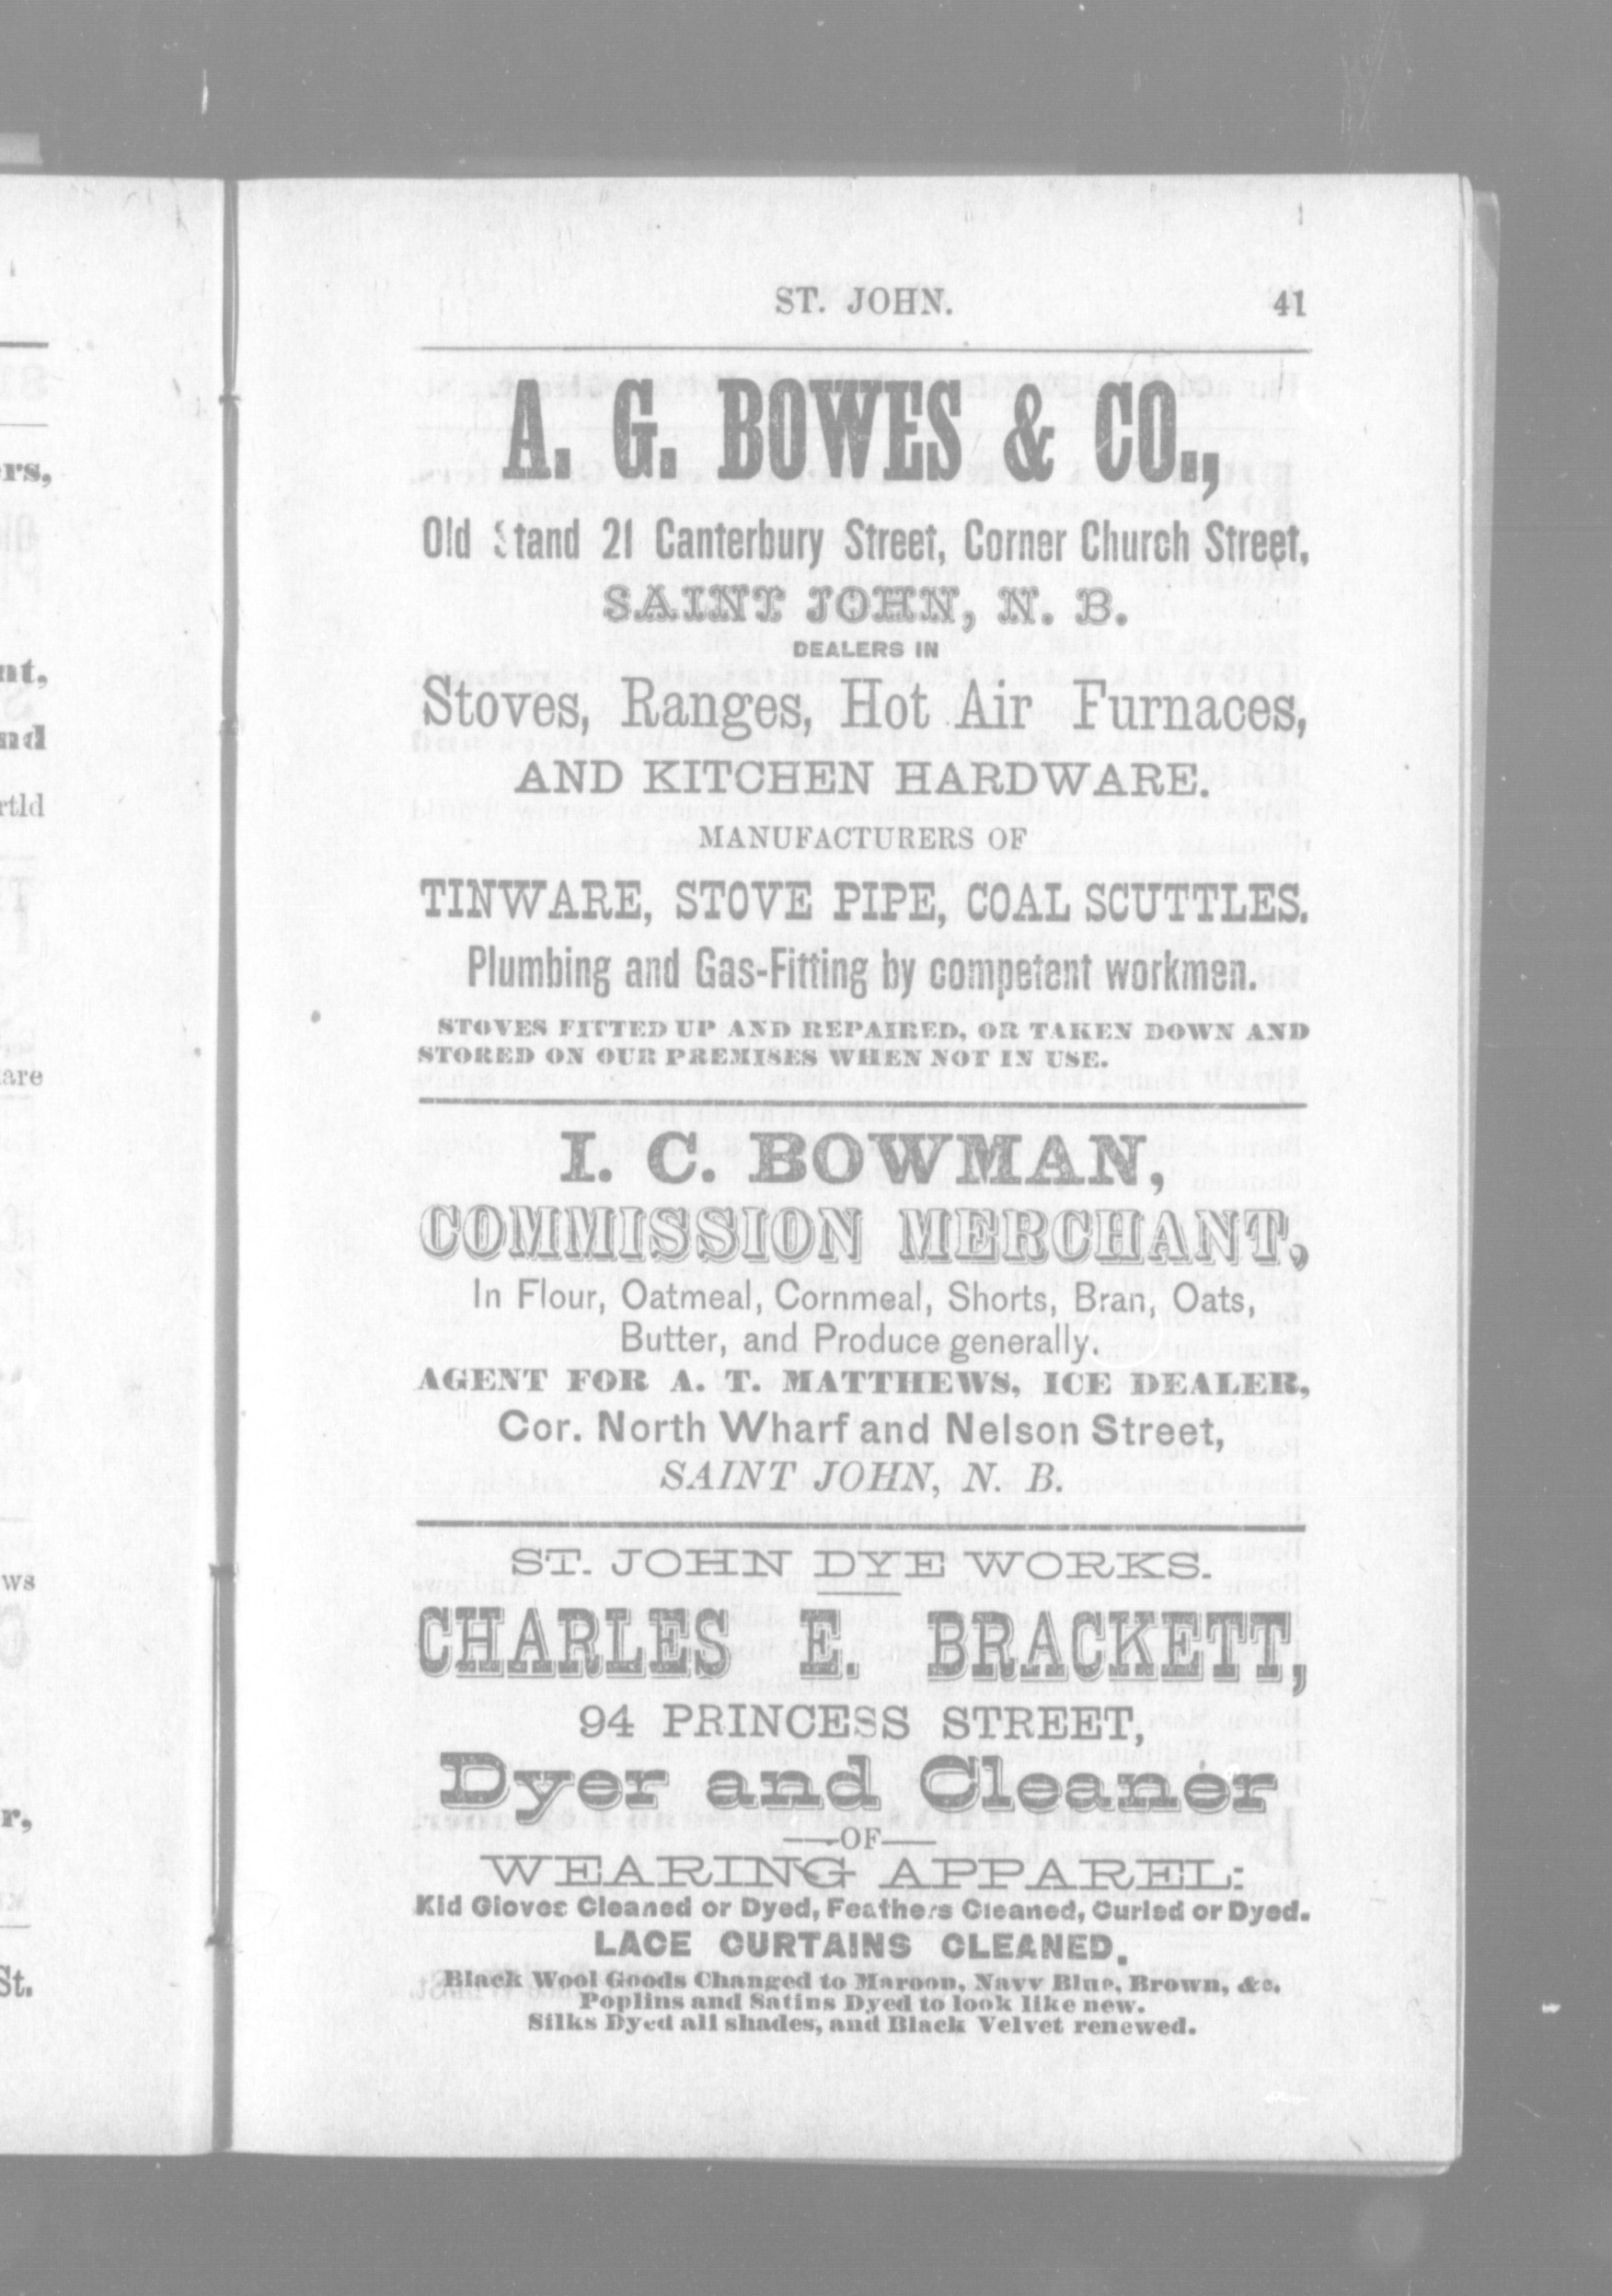 ST. JOHN. 41
A. G. BOWES & CO.,
Old Stand 21 Canterbury Street, Corner Church Street,
SAINT JOHN, N. B.
DEALERS IN
Stoves, Ranges, Hot Air Furnaces,
AND KITCHEN HARDWARE.
MANUFACTURERS OF
TINWARE, STOVE PIPE, COAL SCUTTLES.
Plumbing and Gas-Fitting by competent workmen.
STOVES FITTED UP AND REPAIRED, OR TAKEN DOWN AND
STORED ON OUR PREMISES WHEN NOT IN USE.
I. C. BOWMAN,
COMMISSION MERCHANT,
In Flour, Oatmeal, Cornmeal, Shorts, Bran, Oats,
Butter, and Produce generally.
AGENT FOR A. T. MATTHEWS, ICE DEALER,
Cor. North Wharf and Nelson Street,
SAINT JOHN, N. B.
ST. JOHN DYE WORKS.
CHARLES E. BRACKETT,
94 PRINCESS STREET,
Dyer and Cleaner
—OF—
WEARING APPAREL:
Kid Gloves Cleaned or Dyed, Feathers Cleaned, Curled or Dyed.
LACE CURTAINS CLEANED.
Black Wool Goods Changed to Maroon, Navy Blue, Brown, &c.
Poplins and Satins Dyed to look like new.
Silks Dyed all shades, and Black Velvet renewed.